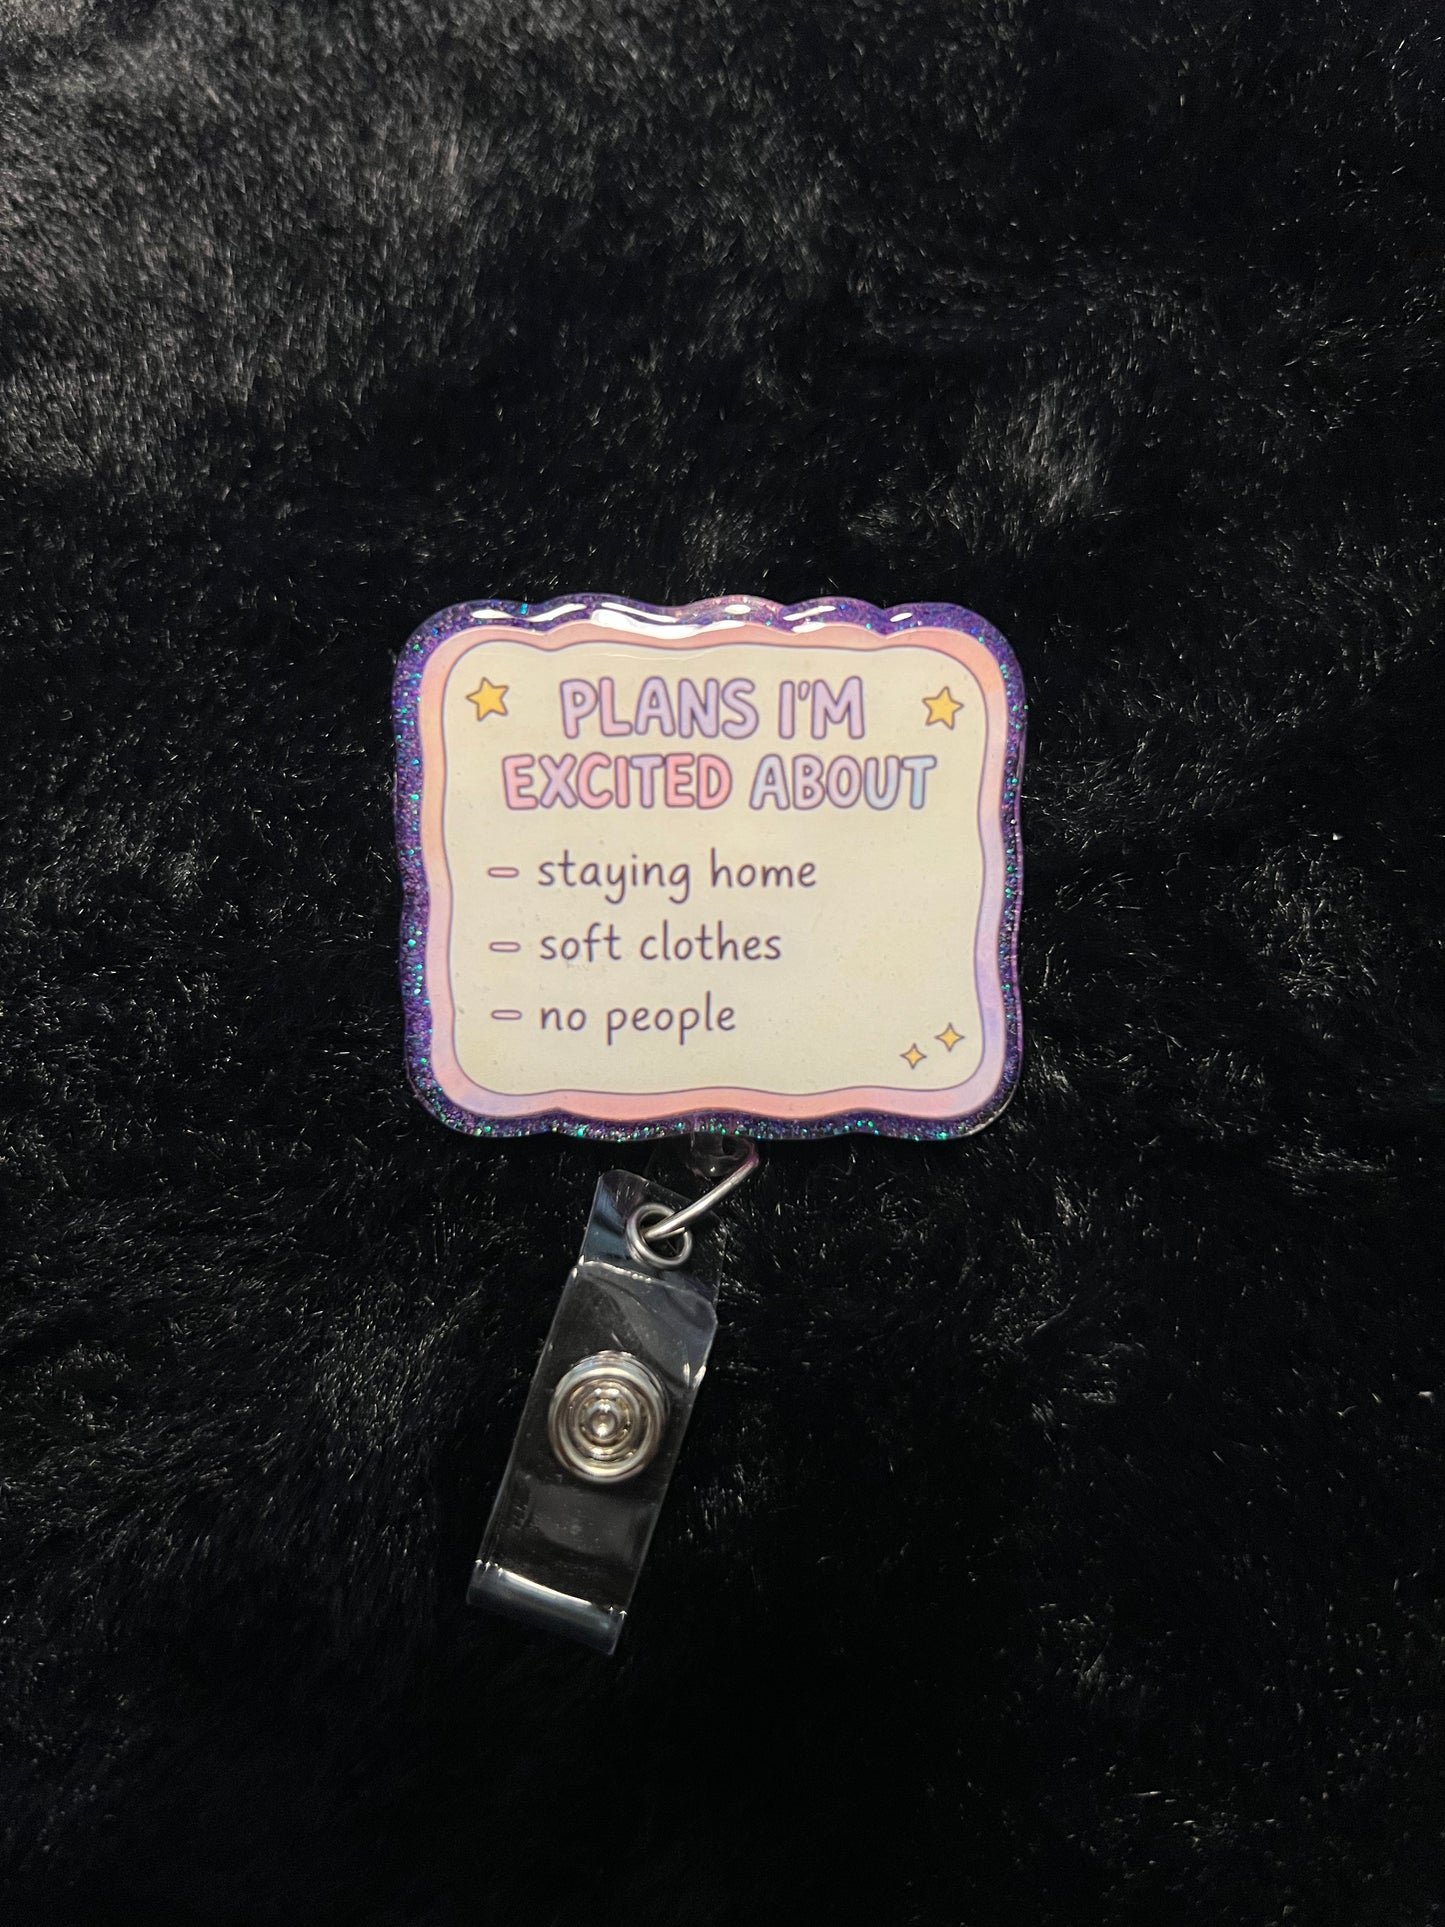 PLANS I'M
EXCITED ABOUT
- staying home
- soft clothes
- no people